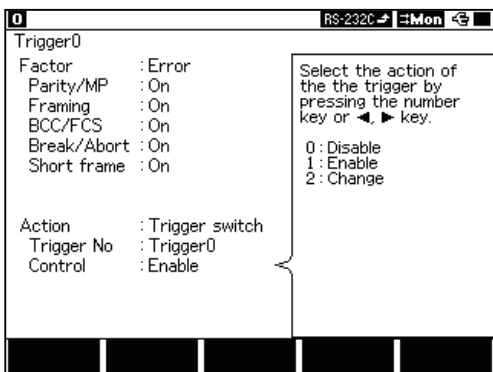 0 RS-232C Mon
Trigger0
Factor :Error
Parity/MP :On
Framing :On
BCC/FCS :On
Break/Abort :On
Short frame :On
Action :Trigger switch
Trigger No :Trigger0
Control :Enable
Select the action of
the the trigger by
pressing the number
key or ◄, ► key.
0:Disable
1:Enable
2:Change